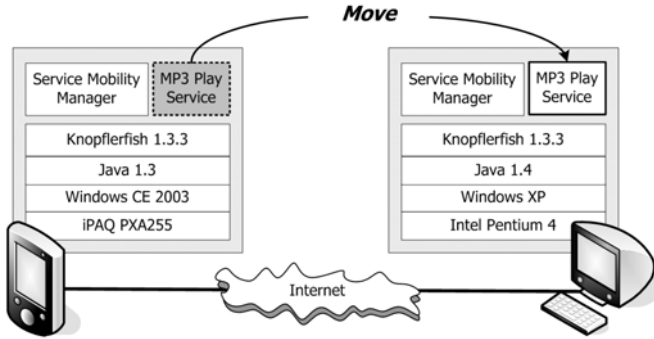 Move
Service Mobility
Manager
MP3 Play
Service
Knopflerfish 1.3.3
Java 1.3
Windows CE 2003
iPAQ PXA255
Service Mobility
Manager
MP3 Play
Service
Knopflerfish 1.3.3
Java 1.4
Windows XP
Intel Pentium 4
Internet